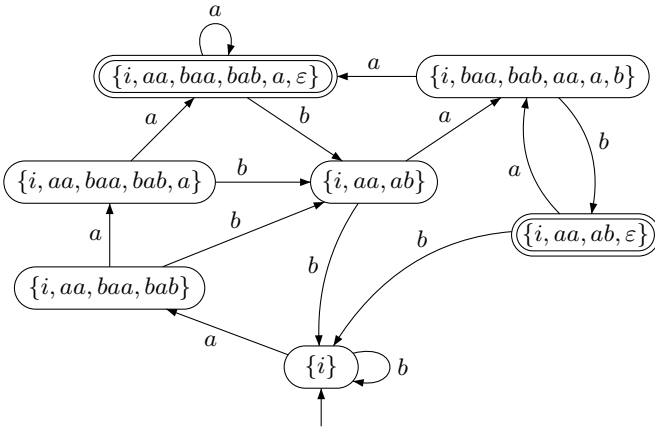 a
{i, aa, baa, bab, a, ε}
a
{i, baa, bab, aa, a, b}
a
b
a
b
{i, aa, baa, bab, a}
b
{i, aa, ab}
a
a
b
{i, aa, ab, ε}
b
b
{i, aa, baa, bab}
a
{i}
b